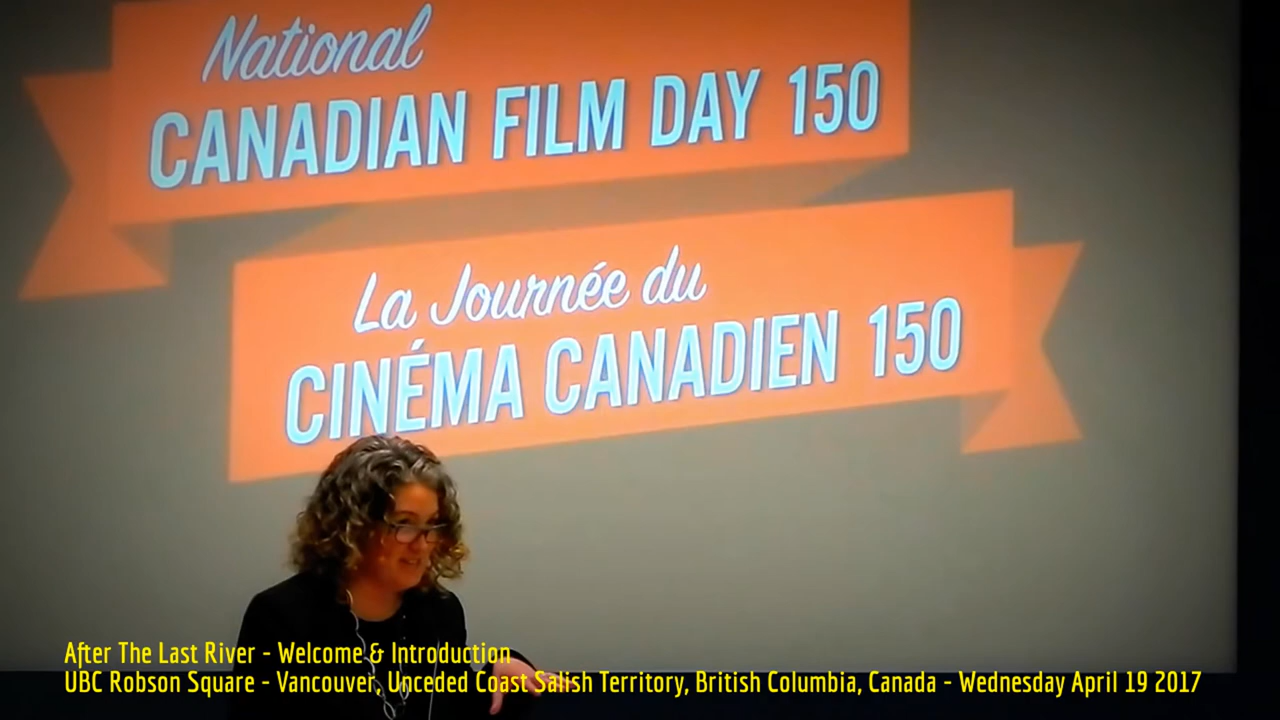 National
CANADIAN FILM DAY 150
La Journée du
CINÉMA CANADIEN 150
After The Last River - Welcome & Introduction
UBC Robson Square - Vancouver, Unceded Coast Salish Territory, British Columbia, Canada - Wednesday April 19 2017